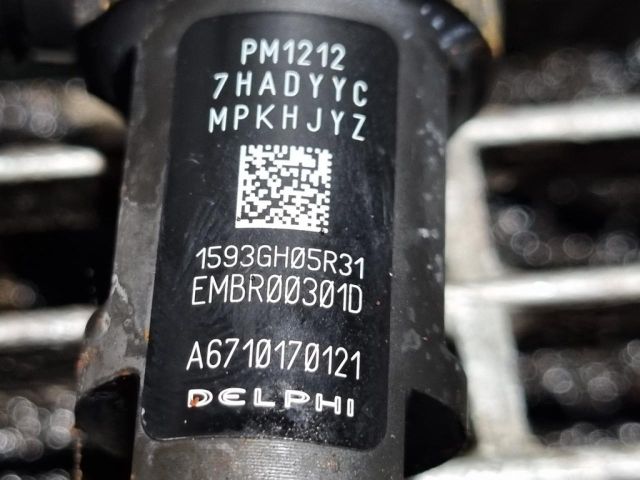 PM1212
7HADYYC
MPKHJYZ
1593GH05R31
EMBR00301D
A6710170121
DELPHI